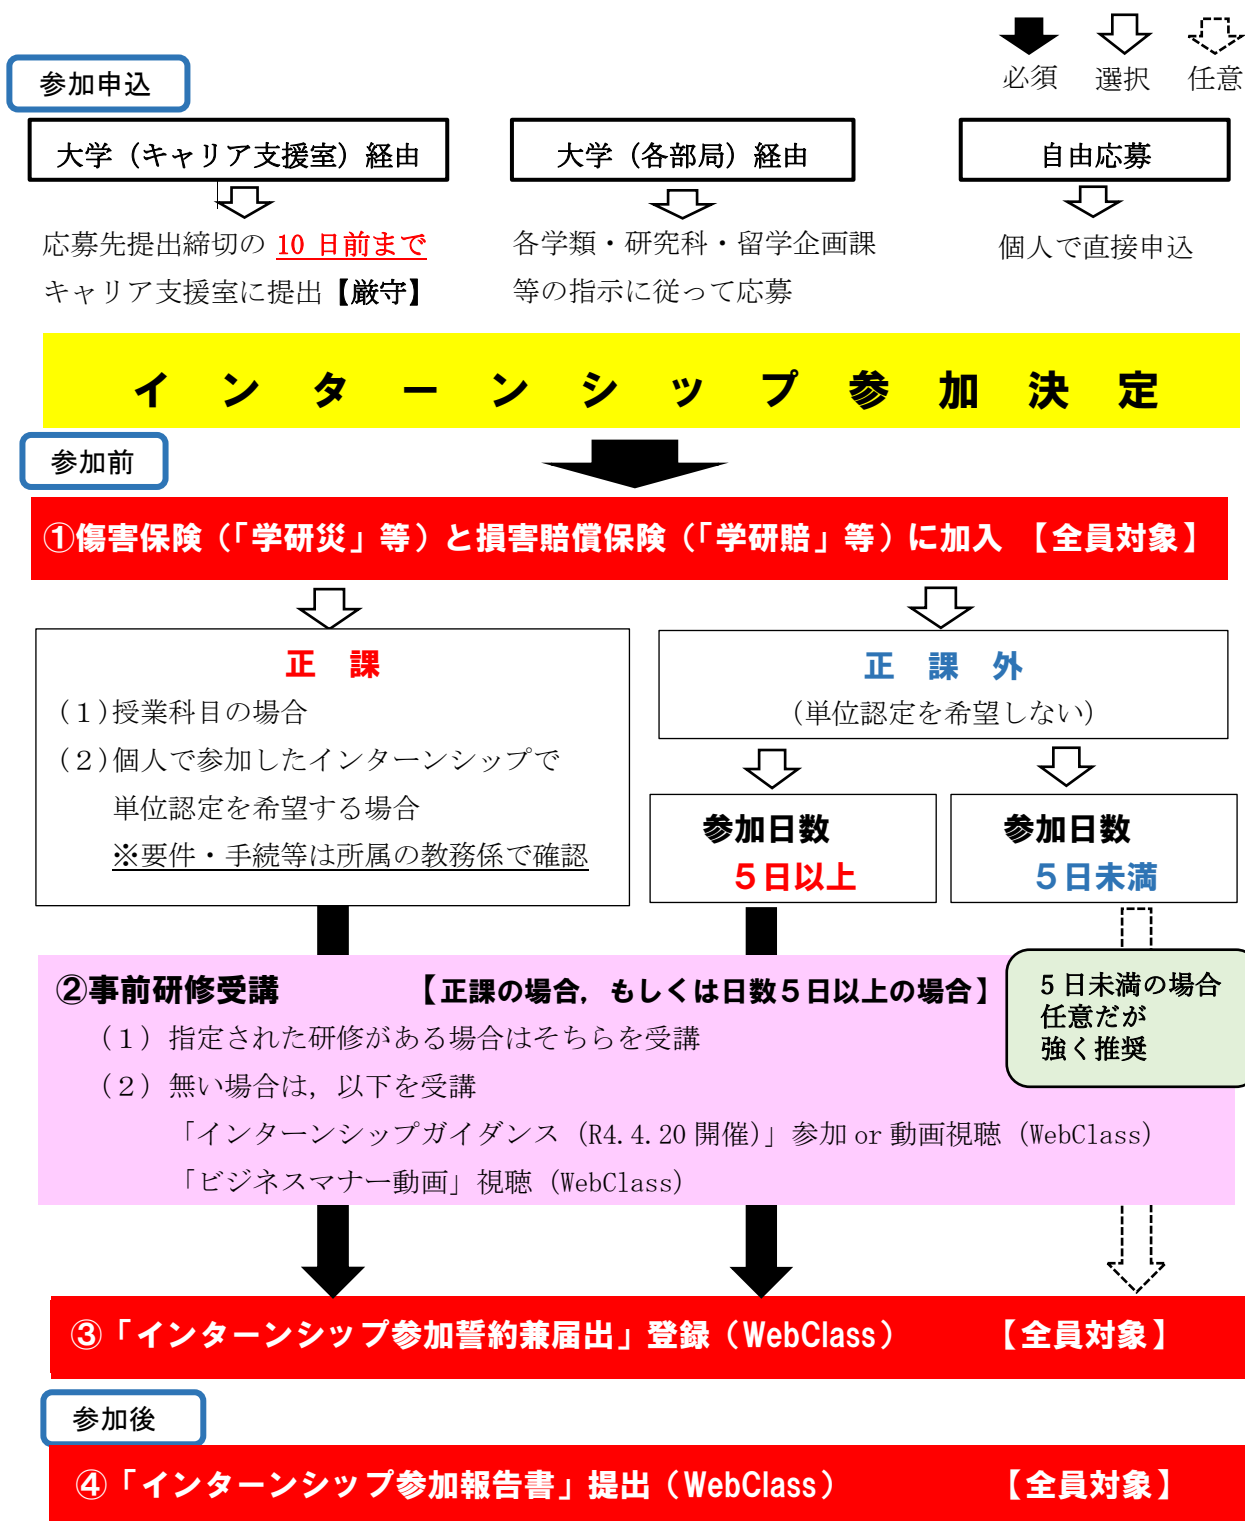 必須 選択 任意
参加申込
大学（キャリア支援室）経由
大学（各部局）経由
自由応募
応募先提出締切の 10 日前まで
キャリア支援室に提出【厳守】
各学類・研究科・留学企画課
等の指示に従って応募
個人で直接申込
インターンシップ参加決定
参加前
①傷害保険（「学研災」等）と損害賠償保険（「学研賠」等）に加入 【全員対象】
正 課
（１）授業科目の場合
（２）個人で参加したインターンシップで
単位認定を希望する場合
※要件・手続等は所属の教務係で確認
正 課 外
（単位認定を希望しない）
参加日数
５日以上
参加日数
５日未満
②事前研修受講 【正課の場合，もしくは日数５日以上の場合】
（１）指定された研修がある場合はそちらを受講
（２）無い場合は，以下を受講
「インターンシップガイダンス（R4.4.20 開催）」参加 or 動画視聴（WebClass）
「ビジネスマナー動画」視聴（WebClass）
5 日未満の場合
任意だが
強く推奨
③「インターンシップ参加誓約兼届出」登録（WebClass） 【全員対象】
参加後
④「インターンシップ参加報告書」提出（WebClass） 【全員対象】